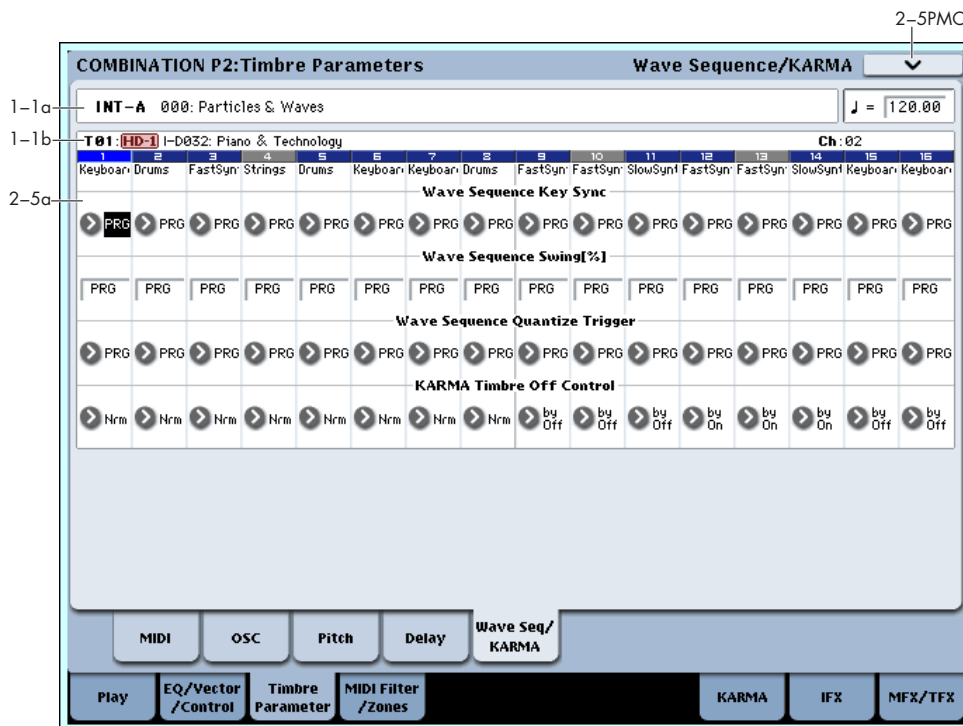 2–5PMC
COMBINATION P2:Timbre Parameters Wave Sequence/KARMA
1–1a INT-A 000: Particles & Waves ♩ = 120.00
1–1b T01: HD-1 I-D032: Piano & Technology Ch:02
1 2 3 4 5 6 7 8 9 10 11 12 13 14 15 16
Keyboar Drums FastSyn Strings Drums Keyboar Keyboar Drums FastSyn FastSyn SlowSynt FastSyn FastSyn SlowSynt Keyboar Keyboar
2–5a Wave Sequence Key Sync
PRG PRG PRG PRG PRG PRG PRG PRG PRG PRG PRG PRG PRG PRG PRG PRG
Wave Sequence Swing[%]
PRG PRG PRG PRG PRG PRG PRG PRG PRG PRG PRG PRG PRG PRG PRG PRG
Wave Sequence Quantize Trigger
PRG PRG PRG PRG PRG PRG PRG PRG PRG PRG PRG PRG PRG PRG PRG PRG
KARMA Timbre Off Control
Nrm Nrm Nrm Nrm Nrm Nrm Nrm Nrm by Off by Off by Off by On by On by On by Off by Off
MIDI OSC Pitch Delay Wave Seq/ KARMA
Play EQ/Vector /Control Timbre Parameter MIDI Filter /Zones KARMA IFX MFX/TFX